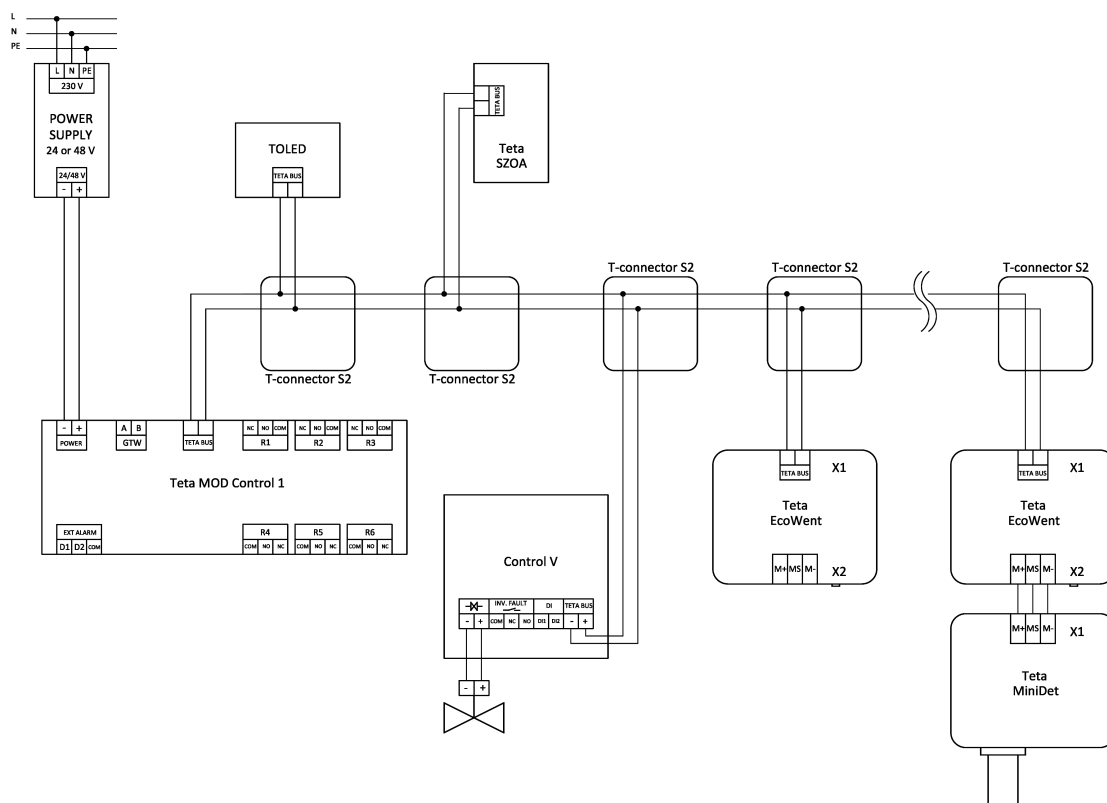 L
N
PE
L N PE
230 V
POWER
SUPPLY
24 or 48 V
24/48 V
- +
TOLED
TETA BUS
TETA BUS
Teta
SZOA
T-connector S2
T-connector S2
T-connector S2
T-connector S2
T-connector S2
- +
POWER
A B
GTW
TETA BUS
NC NO COM
R1
NC NO COM
R2
NC NO COM
R3
Teta MOD Control 1
EXT ALARM
D1 D2 COM
R4
COM NO NC
R5
COM NO NC
R6
COM NO NC
Control V
INV. FAULT DI TETA BUS
- + COM NC NO DI1 DI2 - +
- +
TETA BUS
X1
Teta
EcoWent
M+ MS M-
X2
TETA BUS
X1
Teta
EcoWent
M+ MS M-
X2
M+ MS M-
X1
Teta
MiniDet